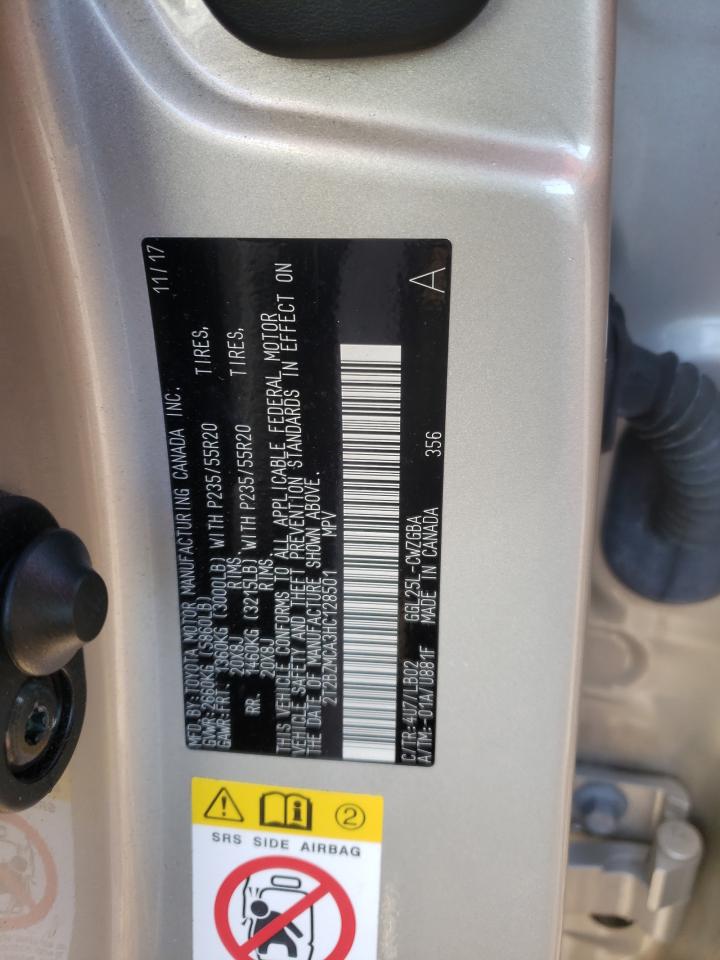 MFD BY:TOYOTA MOTOR MANUFACTURING CANADA INC. 11/17
GVWR:2660KG (5860LB)
GAWR:FRT. 1360KG (3000LB) WITH P235/55R20 TIRES,
20X8J RIMS
RR. 1460KG (3215LB) WITH P235/55R20 TIRES,
20X8J RIMS
THIS VEHICLE CONFORMS TO ALL APPLICABLE FEDERAL MOTOR
VEHICLE SAFETY AND THEFT PREVENTION STANDARDS IN EFFECT ON
THE DATE OF MANUFACTURE SHOWN ABOVE.
2T2BZMCA3HC128501 MPV
C/TR:4U7/LB02 GGL25L-CWZGBA
A/TM:-01A/U881F MADE IN CANADA 356 A
2
SRS SIDE AIRBAG